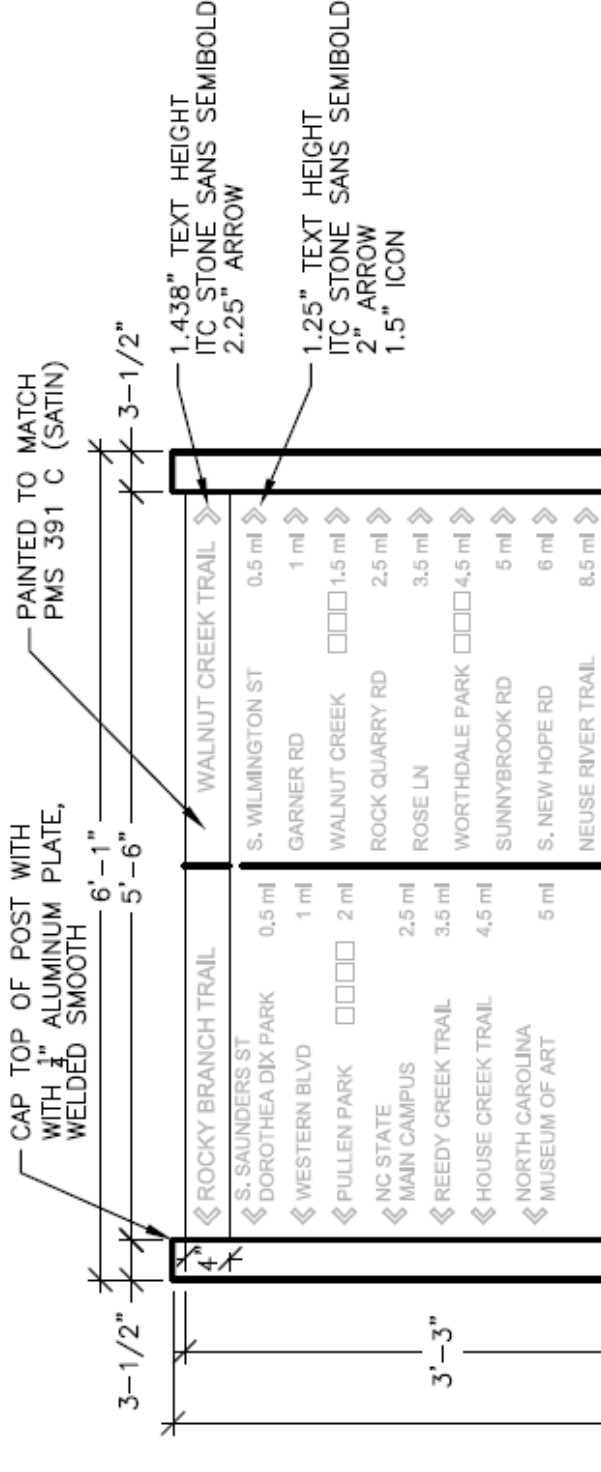 CAP TOP OF POST WITH
WITH 1/4" ALUMINUM PLATE,
WELDED SMOOTH
PAINTED TO MATCH
PMS 391 C (SATIN)
6'-1"
5'-6"
3-1/2"
3-1/2"
4"
3'-3"
1.438" TEXT HEIGHT
ITC STONE SANS SEMIBOLD
2.25" ARROW
1.25" TEXT HEIGHT
ITC STONE SANS SEMIBOLD
2" ARROW
1.5" ICON
ROCKY BRANCH TRAIL
S. SAUNDERS ST
DOROTHEA DIX PARK 0.5 mI
WESTERN BLVD 1 mI
PULLEN PARK 2 mI
NC STATE
MAIN CAMPUS 2.5 mI
REEDY CREEK TRAIL 3.5 mI
HOUSE CREEK TRAIL 4.5 mI
NORTH CAROLINA
MUSEUM OF ART 5 mI
WALNUT CREEK TRAIL
S. WILMINGTON ST 0.5 mI
GARNER RD 1 mI
WALNUT CREEK 1.5 mI
ROCK QUARRY RD 2.5 mI
ROSE LN 3.5 mI
WORTHDALE PARK 4.5 mI
SUNNYBROOK RD 5 mI
S. NEW HOPE RD 6 mI
NEUSE RIVER TRAIL 8.5 mI